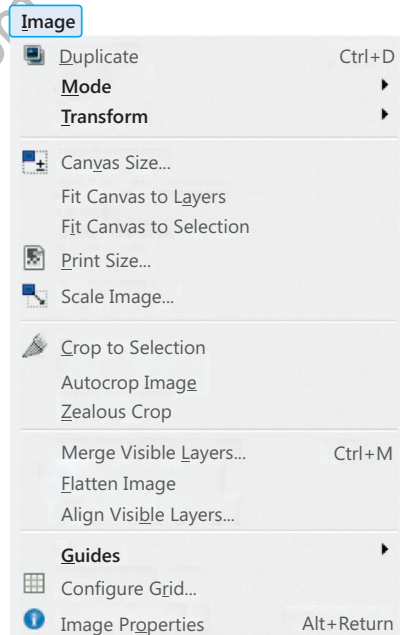 Image
Duplicate Ctrl+D
Mode
Transform
Canvas Size...
Fit Canvas to Layers
Fit Canvas to Selection
Print Size...
Scale Image...
Crop to Selection
Autocrop Image
Zealous Crop
Merge Visible Layers... Ctrl+M
Flatten Image
Align Visible Layers...
Guides
Configure Grid...
Image Properties Alt+Return